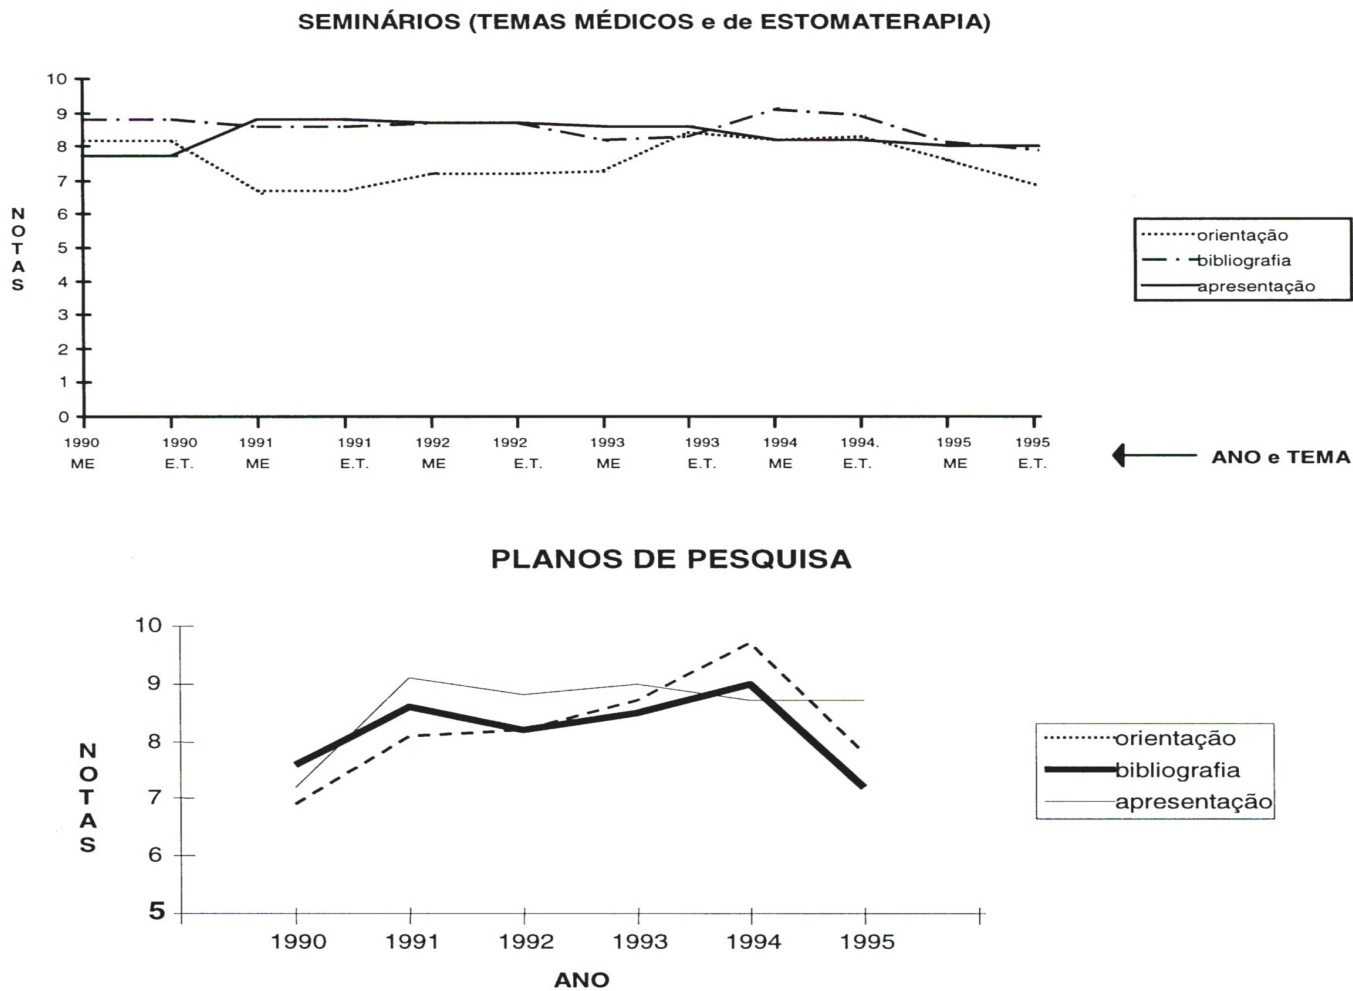 SEMINÁRIOS (TEMAS MÉDICOS e de ESTOMATERAPIA)
10
9
8
7
6
5
4
3
2
1
0
NOTAS
1990 1990 1991 1991 1992 1992 1993 1993 1994 1994. 1995 1995
ME E.T. ME E.T. ME E.T. ME E.T. ME E.T. ME E.T.
ANO e TEMA
orientação
bibliografia
apresentação
PLANOS DE PESQUISA
10
9
8
7
6
5
NOTAS
1990 1991 1992 1993 1994 1995
ANO
orientação
bibliografia
apresentação